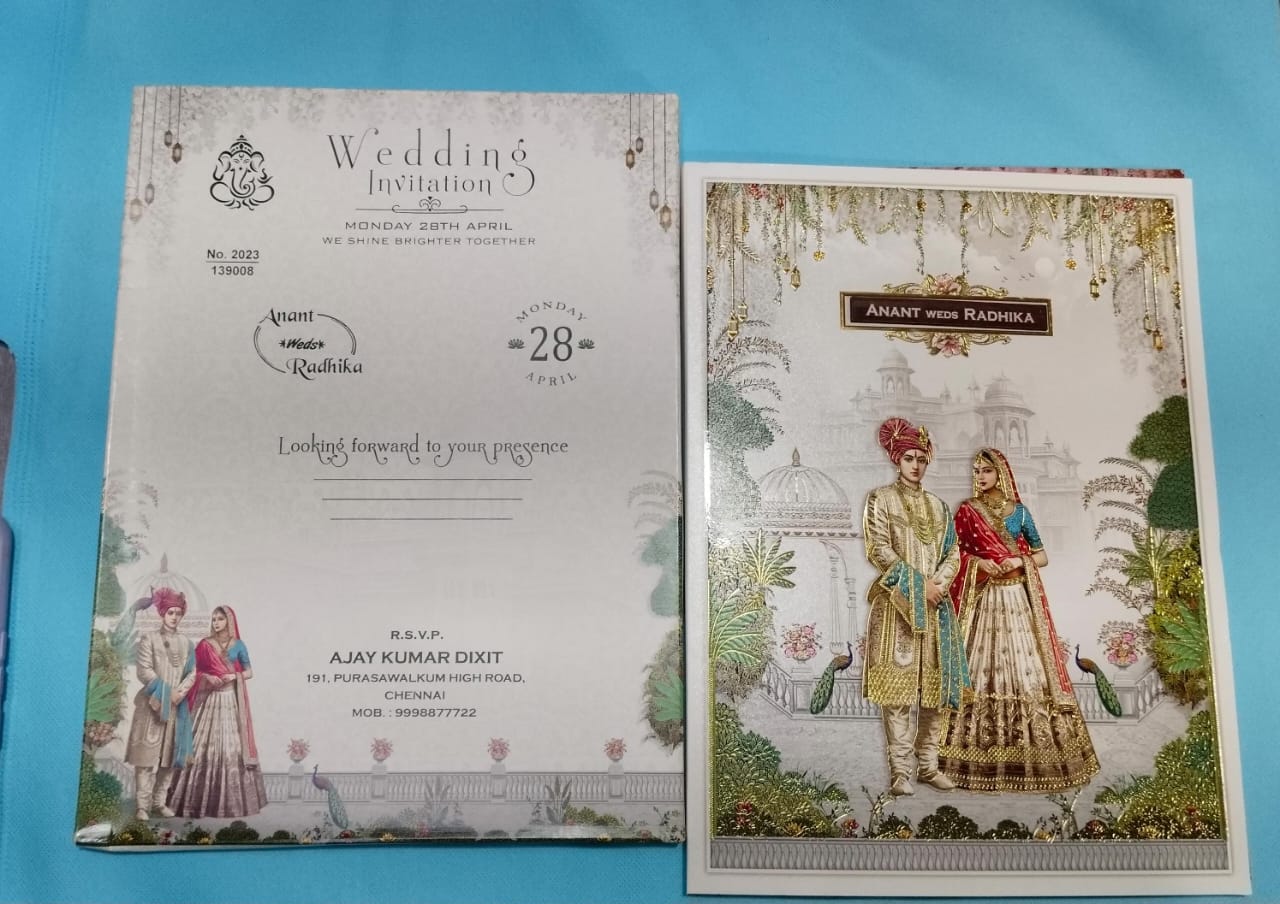 Wedding
Invitation
MONDAY 28TH APRIL
WE SHINE BRIGHTER TOGETHER
No. 2023
139008
Anant
*Weds*
Radhika
MONDAY
28
APRIL
Looking forward to your presence
R.S.V.P.
AJAY KUMAR DIXIT
191, PURASAWALKUM HIGH ROAD,
CHENNAI
MOB. : 9998877722
ANANT WEDS RADHIKA